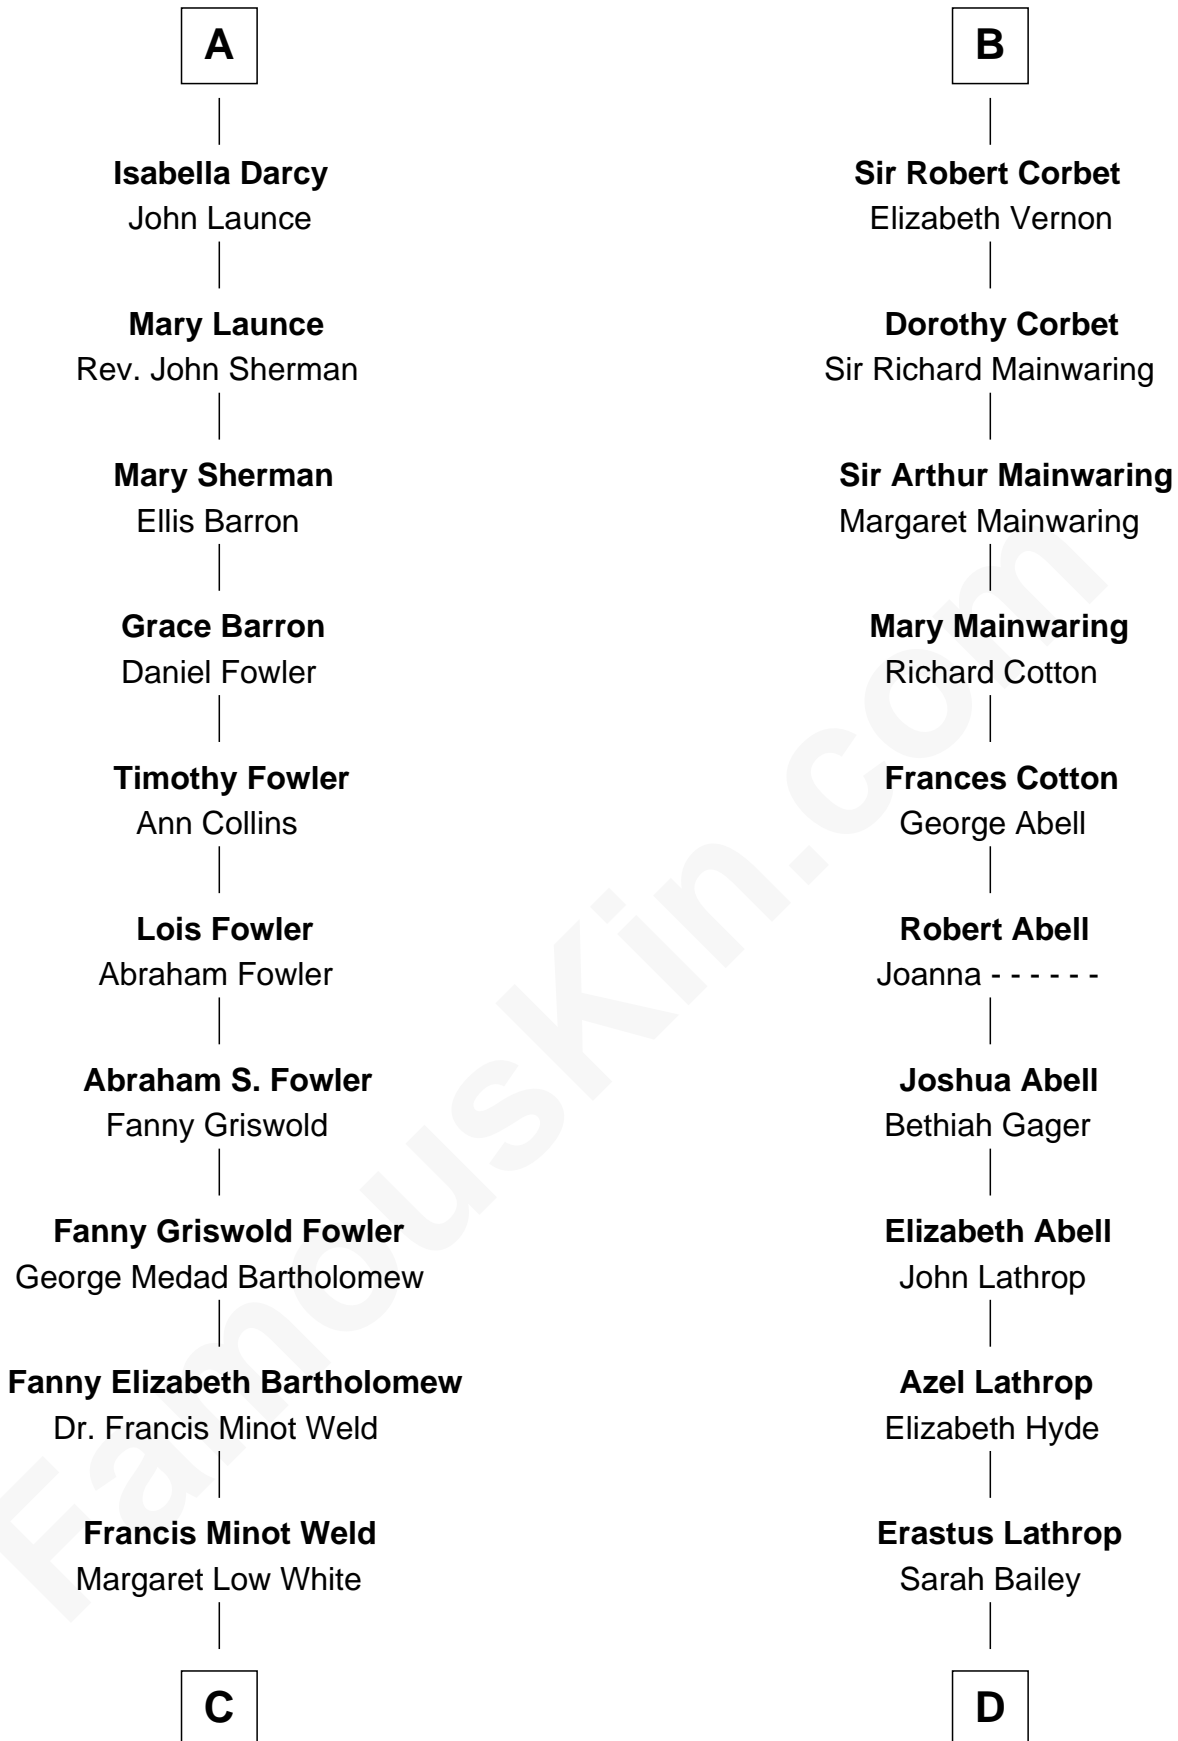 A
Isabella Darcy
John Launce
Mary Launce
Rev. John Sherman
Mary Sherman
Ellis Barron
Grace Barron
Daniel Fowler
Timothy Fowler
Ann Collins
Lois Fowler
Abraham Fowler
Abraham S. Fowler
Fanny Griswold
Fanny Griswold Fowler
George Medad Bartholomew
Fanny Elizabeth Bartholomew
Dr. Francis Minot Weld
Francis Minot Weld
Margaret Low White
C
B
Sir Robert Corbet
Elizabeth Vernon
Dorothy Corbet
Sir Richard Mainwaring
Sir Arthur Mainwaring
Margaret Mainwaring
Mary Mainwaring
Richard Cotton
Frances Cotton
George Abell
Robert Abell
Joanna - - - - - -
Joshua Abell
Bethiah Gager
Elizabeth Abell
John Lathrop
Azel Lathrop
Elizabeth Hyde
Erastus Lathrop
Sarah Bailey
D
FamousKin.com